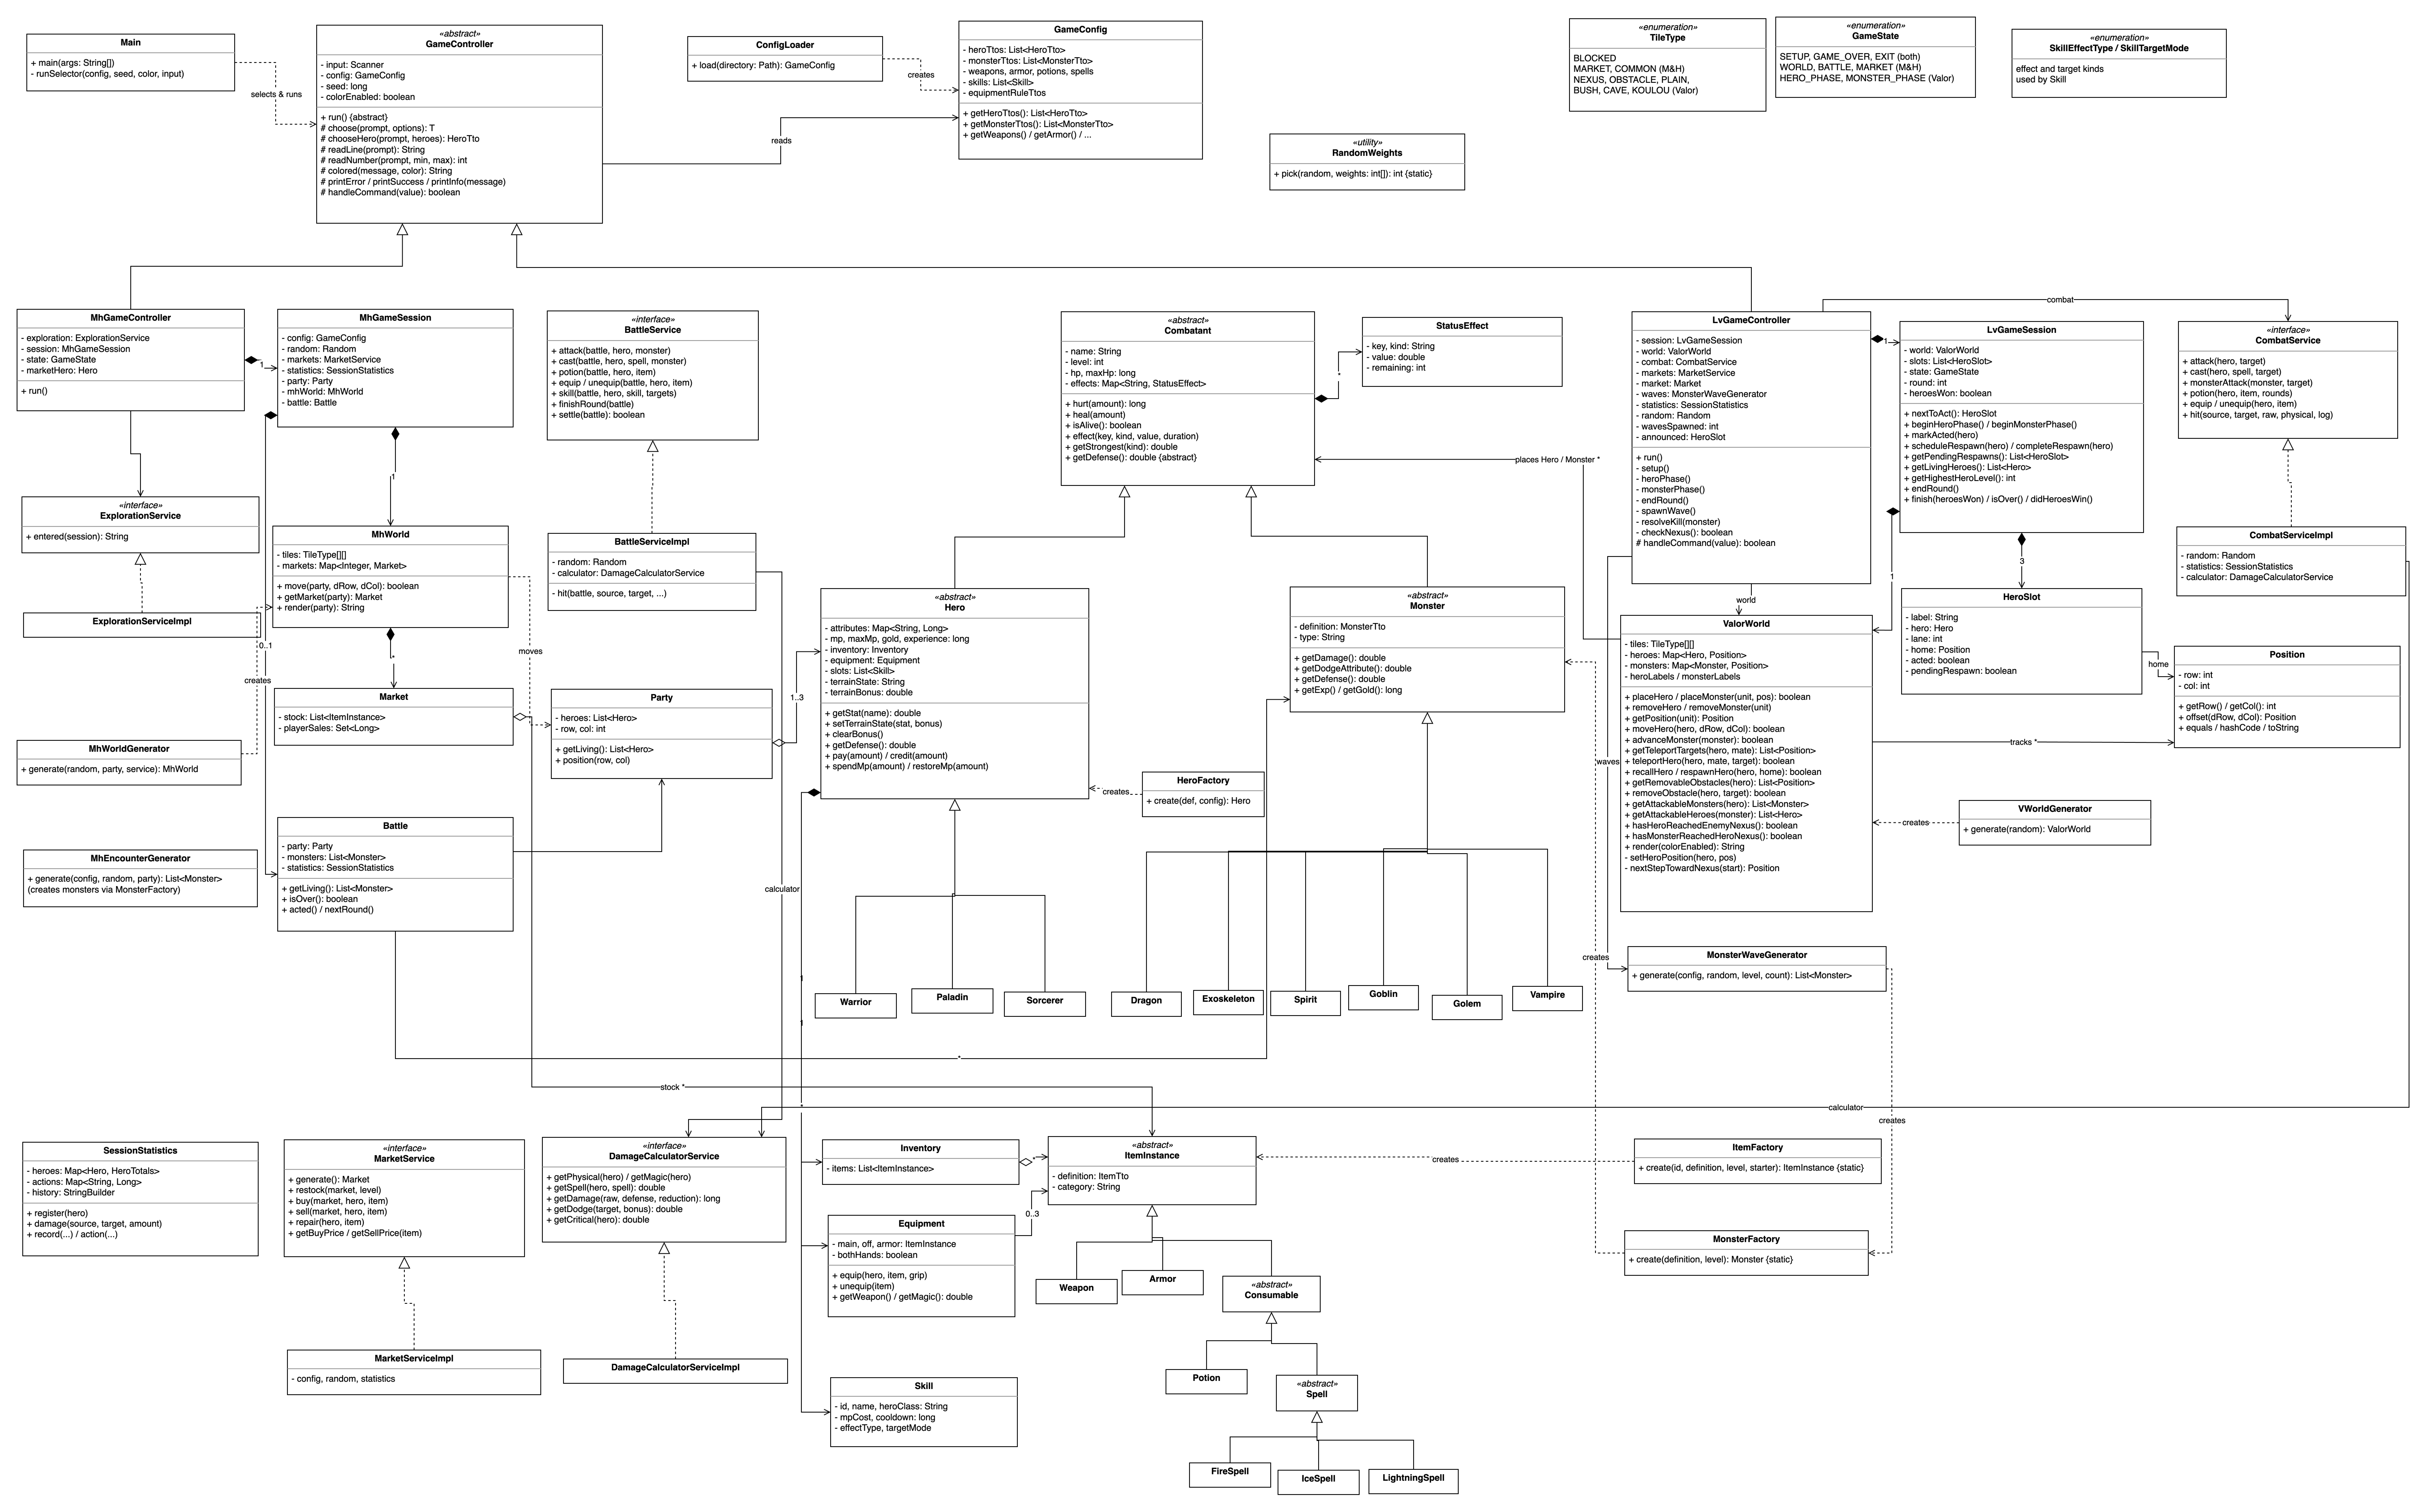 Main
+ main(args: String[])
- runSelector(config, seed, color, input)
selects & runs
«abstract»
GameController
- input: Scanner
- config: GameConfig
- seed: long
- colorEnabled: boolean
+ run() {abstract}
# choose(prompt, options): T
# chooseHero(prompt, heroes): HeroTto
# readLine(prompt): String
# readNumber(prompt, min, max): int
# colored(message, color): String
# printError / printSuccess / printInfo(message)
# handleCommand(value): boolean
reads
ConfigLoader
+ load(directory: Path): GameConfig
creates
GameConfig
- heroTtos: List<HeroTto>
- monsterTtos: List<MonsterTto>
- weapons, armor, potions, spells
- skills: List<Skill>
- equipmentRuleTtos
+ getHeroTtos(): List<HeroTto>
+ getMonsterTtos(): List<MonsterTto>
+ getWeapons() / getArmor() / ...
«utility»
RandomWeights
+ pick(random, weights: int[]): int {static}
«enumeration»
TileType
BLOCKED
MARKET, COMMON (M&H)
NEXUS, OBSTACLE, PLAIN,
BUSH, CAVE, KOULOU (Valor)
«enumeration»
GameState
SETUP, GAME_OVER, EXIT (both)
WORLD, BATTLE, MARKET (M&H)
HERO_PHASE, MONSTER_PHASE (Valor)
«enumeration»
SkillEffectType / SkillTargetMode
effect and target kinds
used by Skill
MhGameController
- exploration: ExplorationService
- session: MhGameSession
- state: GameState
- marketHero: Hero
+ run()
1
MhGameSession
- config: GameConfig
- random: Random
- markets: MarketService
- statistics: SessionStatistics
- party: Party
- mhWorld: MhWorld
- battle: Battle
1
«interface»
BattleService
+ attack(battle, hero, monster)
+ cast(battle, hero, spell, monster)
+ potion(battle, hero, item)
+ equip / unequip(battle, hero, item)
+ skill(battle, hero, skill, targets)
+ finishRound(battle)
+ settle(battle): boolean
«abstract»
Combatant
- name: String
- level: int
- hp, maxHp: long
- effects: Map<String, StatusEffect>
+ hurt(amount): long
+ heal(amount)
+ isAlive(): boolean
+ effect(key, kind, value, duration)
+ getStrongest(kind): double
+ getDefense(): double {abstract}
*
StatusEffect
- key, kind: String
- value: double
- remaining: int
places Hero / Monster *
LvGameController
- session: LvGameSession
- world: ValorWorld
- combat: CombatService
- markets: MarketService
- market: Market
- waves: MonsterWaveGenerator
- statistics: SessionStatistics
- random: Random
- wavesSpawned: int
- announced: HeroSlot
+ run()
- setup()
- heroPhase()
- monsterPhase()
- endRound()
- spawnWave()
- resolveKill(monster)
- checkNexus(): boolean
# handleCommand(value): boolean
combat
1
LvGameSession
- world: ValorWorld
- slots: List<HeroSlot>
- state: GameState
- round: int
- heroesWon: boolean
+ nextToAct(): HeroSlot
+ beginHeroPhase() / beginMonsterPhase()
+ markActed(hero)
+ scheduleRespawn(hero) / completeRespawn(hero)
+ getPendingRespawns(): List<HeroSlot>
+ getLivingHeroes(): List<Hero>
+ getHighestHeroLevel(): int
+ endRound()
+ finish(heroesWon) / isOver() / didHeroesWin()
«interface»
CombatService
+ attack(hero, target)
+ cast(hero, spell, target)
+ monsterAttack(monster, target)
+ potion(hero, item, rounds)
+ equip / unequip(hero, item)
+ hit(source, target, raw, physical, log)
«interface»
ExplorationService
+ entered(session): String
ExplorationServiceImpl
0..1
creates
MhWorld
- tiles: TileType[][]
- markets: Map<Integer, Market>
+ move(party, dRow, dCol): boolean
+ getMarket(party): Market
+ render(party): String
moves
*
BattleServiceImpl
- random: Random
- calculator: DamageCalculatorService
- hit(battle, source, target, ...)
calculator
«abstract»
Hero
- attributes: Map<String, Long>
- mp, maxMp, gold, experience: long
- inventory: Inventory
- equipment: Equipment
- slots: List<Skill>
- terrainState: String
- terrainBonus: double
+ getStat(name): double
+ setTerrainState(stat, bonus)
+ clearBonus()
+ getDefense(): double
+ pay(amount) / credit(amount)
+ spendMp(amount) / restoreMp(amount)
«abstract»
Monster
- definition: MonsterTto
- type: String
+ getDamage(): double
+ getDodgeAttribute(): double
+ getDefense(): double
+ getExp() / getGold(): long
world
1
3
CombatServiceImpl
- random: Random
- statistics: SessionStatistics
- calculator: DamageCalculatorService
HeroSlot
- label: String
- hero: Hero
- lane: int
- home: Position
- acted: boolean
- pendingRespawn: boolean
home
Position
- row: int
- col: int
+ getRow() / getCol(): int
+ offset(dRow, dCol): Position
+ equals / hashCode / toString
tracks *
ValorWorld
- tiles: TileType[][]
- heroes: Map<Hero, Position>
- monsters: Map<Monster, Position>
- heroLabels / monsterLabels
+ placeHero / placeMonster(unit, pos): boolean
+ removeHero / removeMonster(unit)
+ getPosition(unit): Position
+ moveHero(hero, dRow, dCol): boolean
+ advanceMonster(monster): boolean
+ getTeleportTargets(hero, mate): List<Position>
+ teleportHero(hero, mate, target): boolean
+ recallHero / respawnHero(hero, home): boolean
+ getRemovableObstacles(hero): List<Position>
+ removeObstacle(hero, target): boolean
+ getAttackableMonsters(hero): List<Monster>
+ getAttackableHeroes(monster): List<Hero>
+ hasHeroReachedEnemyNexus(): boolean
+ hasMonsterReachedHeroNexus(): boolean
+ render(colorEnabled): String
- setHeroPosition(hero, pos)
- nextStepTowardNexus(start): Position
waves
Market
- stock: List<ItemInstance>
- playerSales: Set<Long>
Party
- heroes: List<Hero>
- row, col: int
+ getLiving(): List<Hero>
+ position(row, col)
1..3
MhWorldGenerator
+ generate(random, party, service): MhWorld
HeroFactory
+ create(def, config): Hero
creates
VWorldGenerator
+ generate(random): ValorWorld
creates
MhEncounterGenerator
+ generate(config, random, party): List<Monster>
(creates monsters via MonsterFactory)
Battle
- party: Party
- monsters: List<Monster>
- statistics: SessionStatistics
+ getLiving(): List<Monster>
+ isOver(): boolean
+ acted() / nextRound()
1
1
*
Warrior
Paladin
Sorcerer
Dragon
Exoskeleton
Spirit
Goblin
Golem
Vampire
creates
MonsterWaveGenerator
+ generate(config, random, level, count): List<Monster>
creates
*
stock *
calculator
SessionStatistics
- heroes: Map<Hero, HeroTotals>
- actions: Map<String, Long>
- history: StringBuilder
+ register(hero)
+ damage(source, target, amount)
+ record(...) / action(...)
«interface»
MarketService
+ generate(): Market
+ restock(market, level)
+ buy(market, hero, item)
+ sell(market, hero, item)
+ repair(hero, item)
+ getBuyPrice / getSellPrice(item)
«interface»
DamageCalculatorService
+ getPhysical(hero) / getMagic(hero)
+ getSpell(hero, spell): double
+ getDamage(raw, defense, reduction): long
+ getDodge(target, bonus): double
+ getCritical(hero): double
Inventory
- items: List<ItemInstance>
*
«abstract»
ItemInstance
- definition: ItemTto
- category: String
creates
ItemFactory
+ create(id, definition, level, starter): ItemInstance {static}
0..3
Equipment
- main, off, armor: ItemInstance
- bothHands: boolean
+ equip(hero, item, grip)
+ unequip(item)
+ getWeapon() / getMagic(): double
MonsterFactory
+ create(definition, level): Monster {static}
Weapon
Armor
«abstract»
Consumable
MarketServiceImpl
- config, random, statistics
DamageCalculatorServiceImpl
Skill
- id, name, heroClass: String
- mpCost, cooldown: long
- effectType, targetMode
Potion
«abstract»
Spell
FireSpell
IceSpell
LightningSpell